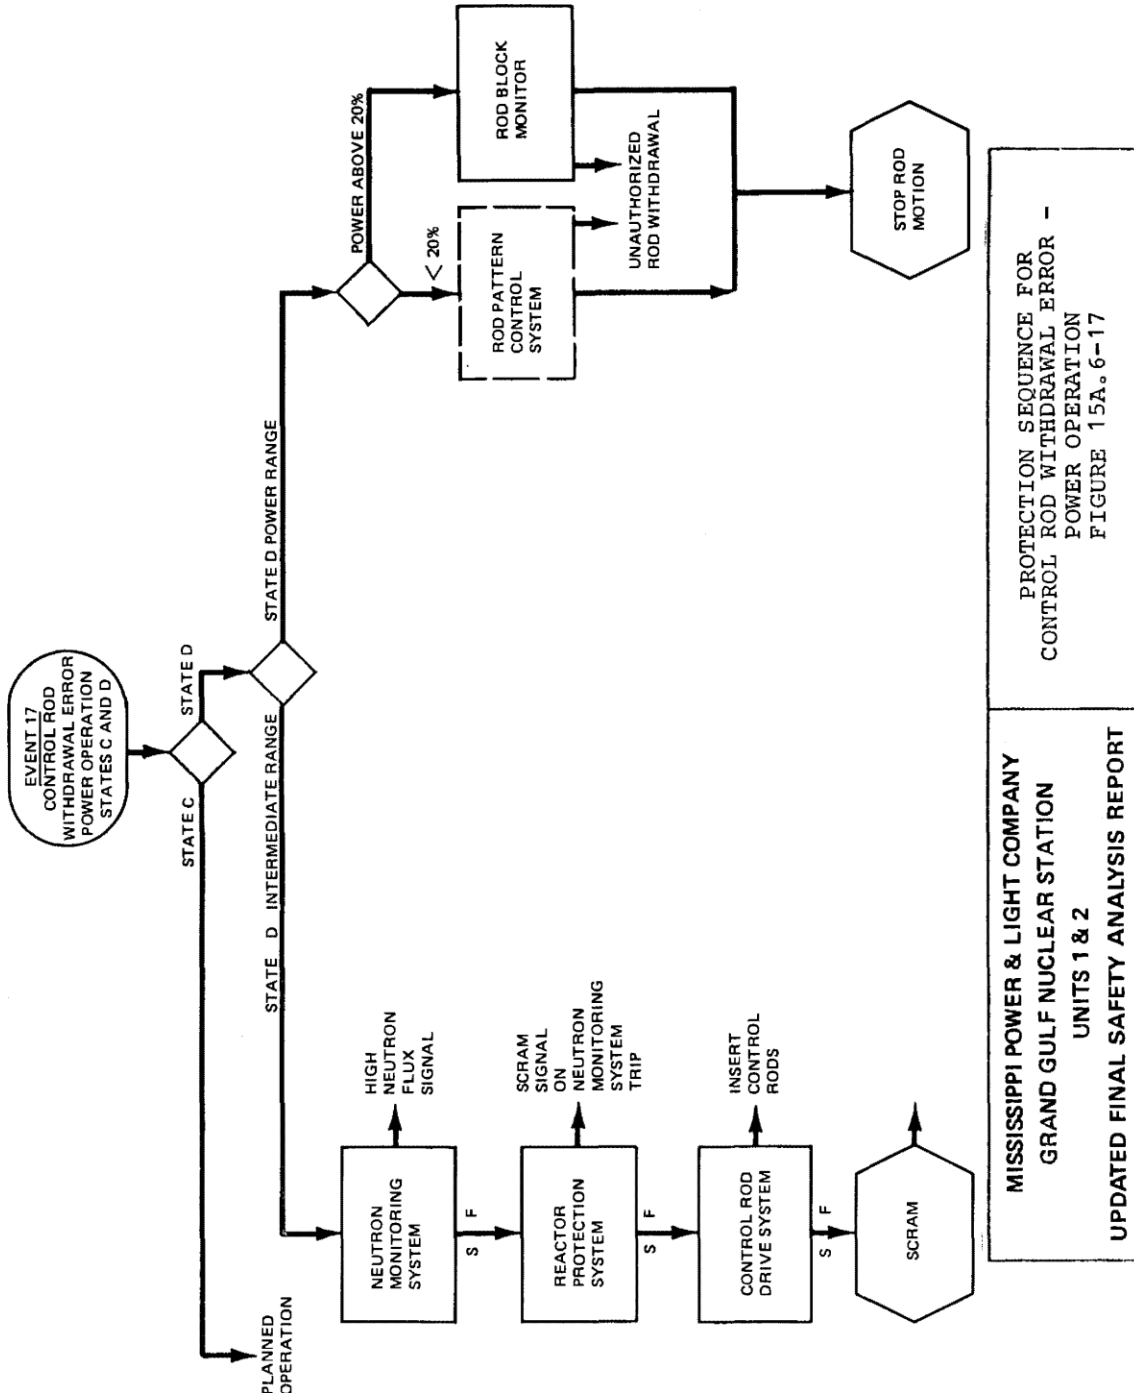 EVENT 17
CONTROL ROD
WITHDRAWAL ERROR
POWER OPERATION
STATES C AND D
STATE C
STATE D
PLANNED
OPERATION
STATE D INTERMEDIATE RANGE
STATE D POWER RANGE
NEUTRON
MONITORING
SYSTEM
HIGH
NEUTRON
FLUX
SIGNAL
S F
REACTOR
PROTECTION
SYSTEM
SCRAM
SIGNAL
ON
NEUTRON
MONITORING
SYSTEM
TRIP
S F
CONTROL ROD
DRIVE SYSTEM
INSERT
CONTROL
RODS
S F
SCRAM
POWER ABOVE 20%
< 20%
ROD PATTERN
CONTROL
SYSTEM
ROD BLOCK
MONITOR
UNAUTHORIZED
ROD WITHDRAWAL
STOP ROD
MOTION
MISSISSIPPI POWER & LIGHT COMPANY
GRAND GULF NUCLEAR STATION
UNITS 1 & 2
UPDATED FINAL SAFETY ANALYSIS REPORT
PROTECTION SEQUENCE FOR
CONTROL ROD WITHDRAWAL ERROR -
POWER OPERATION
FIGURE 15A.6-17